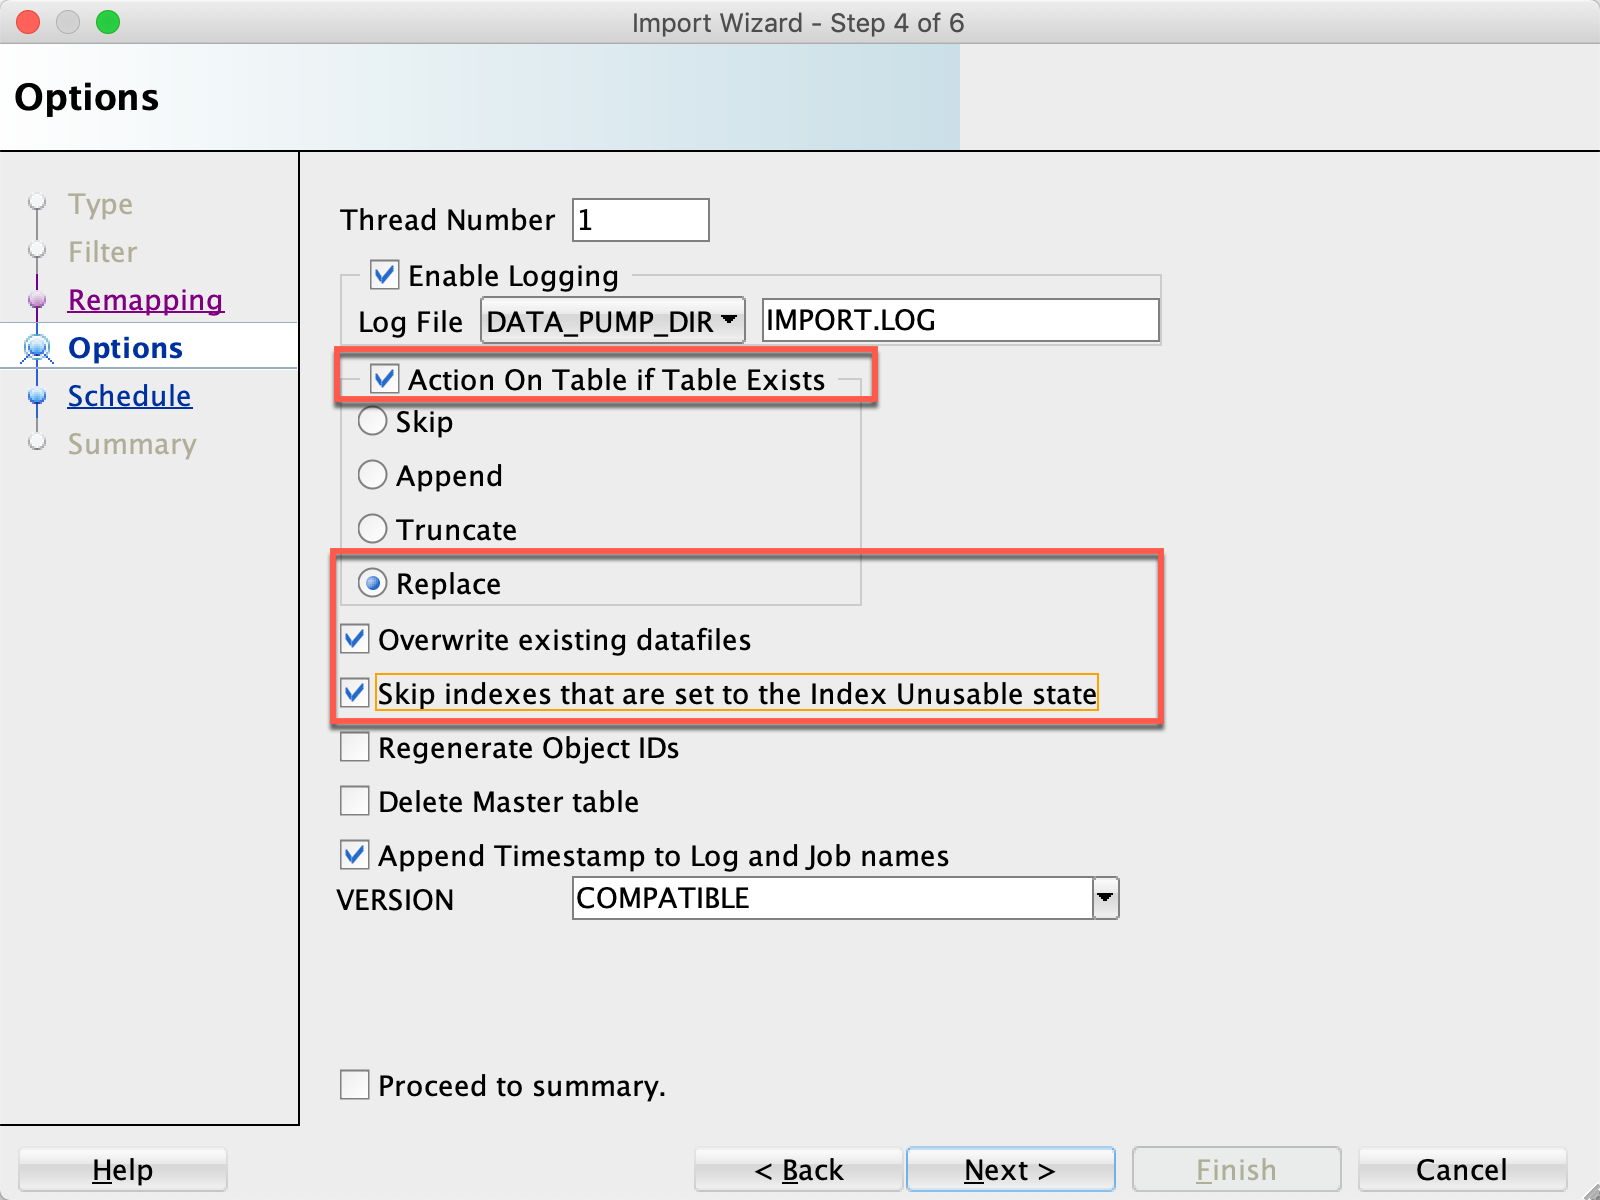 Import Wizard - Step 4 of 6
Options
Type
Filter
Remapping
Options
Schedule
Summary
Thread Number 1
Enable Logging
Log File DATA_PUMP_DIR IMPORT.LOG
Action On Table if Table Exists
Skip
Append
Truncate
Replace
Overwrite existing datafiles
Skip indexes that are set to the Index Unusable state
Regenerate Object IDs
Delete Master table
Append Timestamp to Log and Job names
VERSION COMPATIBLE
Proceed to summary.
Help < Back Next > Finish Cancel